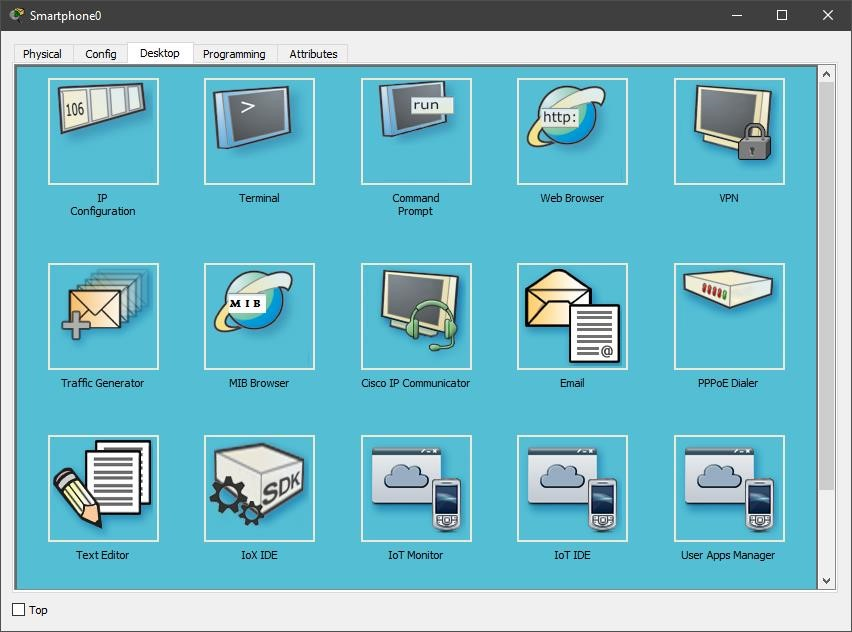 Smartphone0
Physical Config Desktop Programming Attributes
106 > run http:
IP Configuration Terminal Command Prompt Web Browser VPN
MIB @
Traffic Generator MIB Browser Cisco IP Communicator Email PPPoE Dialer
SDK
Text Editor IoX IDE IoT Monitor IoT IDE User Apps Manager
Top